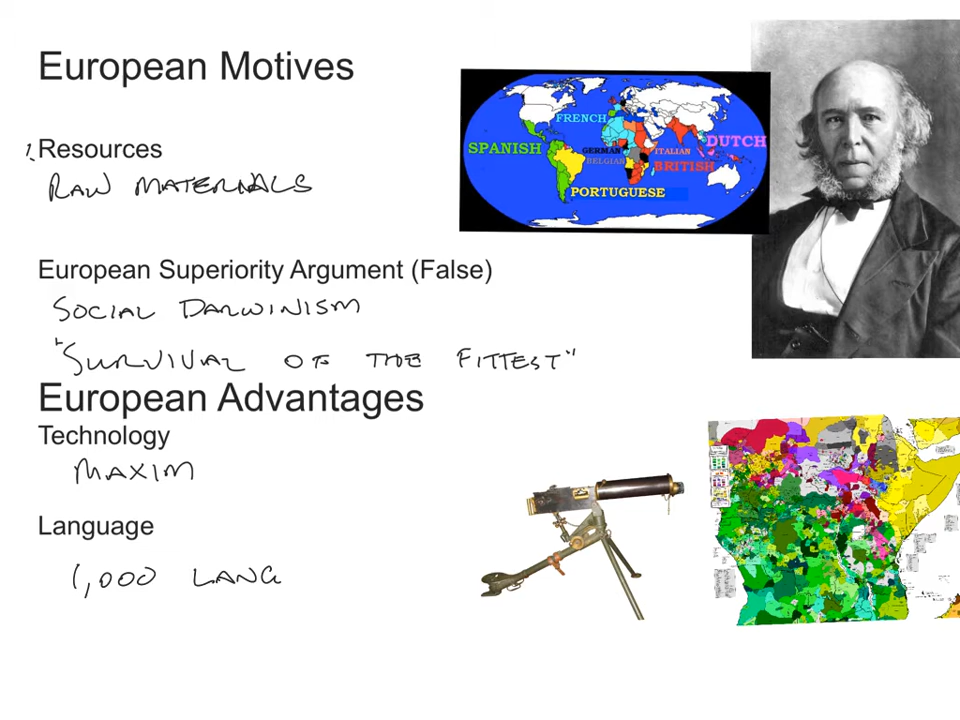 European Motives
Resources
RAW MATERIALS
European Superiority Argument (False)
SOCIAL DARWINISM
"SURVIVAL OF THE FITTEST"
European Advantages
Technology
MAXIM
Language
1,000 LANG
FRENCH
SPANISH
DUTCH
GERMAN
ITALIAN
BELGIAN
BRITISH
PORTUGUESE